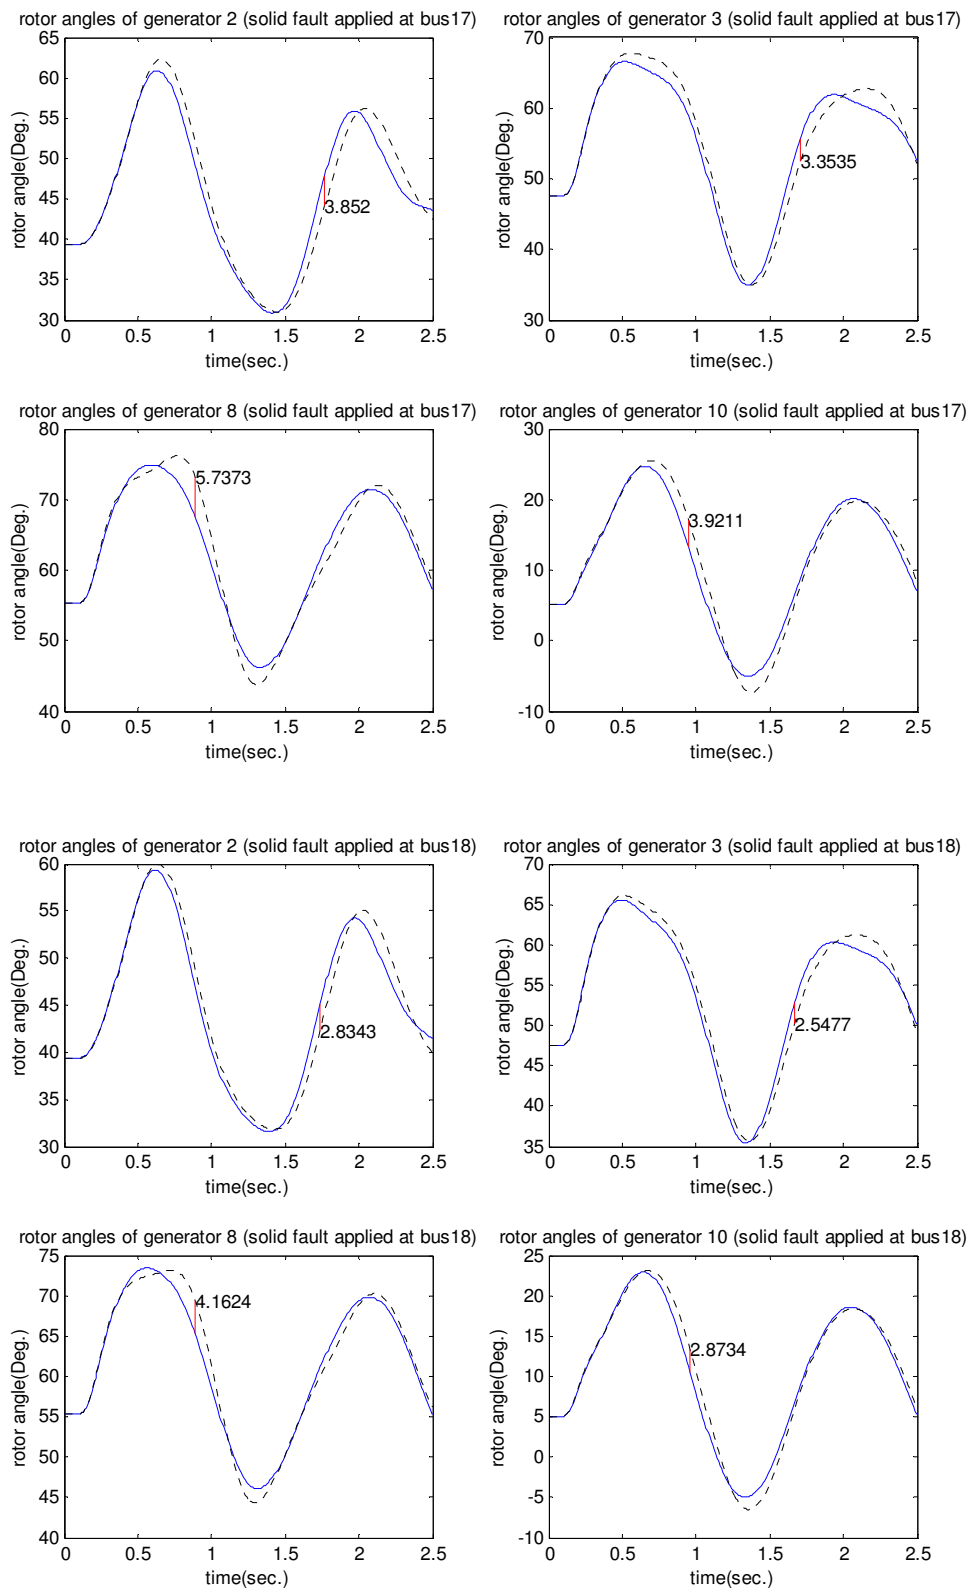 rotor angles of generator 2 (solid fault applied at bus17)
rotor angle(Deg.)
65
60
55
50
45
40
35
30
3.852
0 0.5 1 1.5 2 2.5
time(sec.)
rotor angles of generator 3 (solid fault applied at bus17)
rotor angle(Deg.)
70
60
50
40
30
3.3535
0 0.5 1 1.5 2 2.5
time(sec.)
rotor angles of generator 8 (solid fault applied at bus17)
rotor angle(Deg.)
80
70
60
50
40
5.7373
0 0.5 1 1.5 2 2.5
time(sec.)
rotor angles of generator 10 (solid fault applied at bus17)
rotor angle(Deg.)
30
20
10
0
-10
3.9211
0 0.5 1 1.5 2 2.5
time(sec.)
rotor angles of generator 2 (solid fault applied at bus18)
rotor angle(Deg.)
60
55
50
45
40
35
30
2.8343
0 0.5 1 1.5 2 2.5
time(sec.)
rotor angles of generator 3 (solid fault applied at bus18)
rotor angle(Deg.)
70
65
60
55
50
45
40
35
2.5477
0 0.5 1 1.5 2 2.5
time(sec.)
rotor angles of generator 8 (solid fault applied at bus18)
rotor angle(Deg.)
75
70
65
60
55
50
45
40
4.1624
0 0.5 1 1.5 2 2.5
time(sec.)
rotor angles of generator 10 (solid fault applied at bus18)
rotor angle(Deg.)
25
20
15
10
5
0
-5
-10
2.8734
0 0.5 1 1.5 2 2.5
time(sec.)